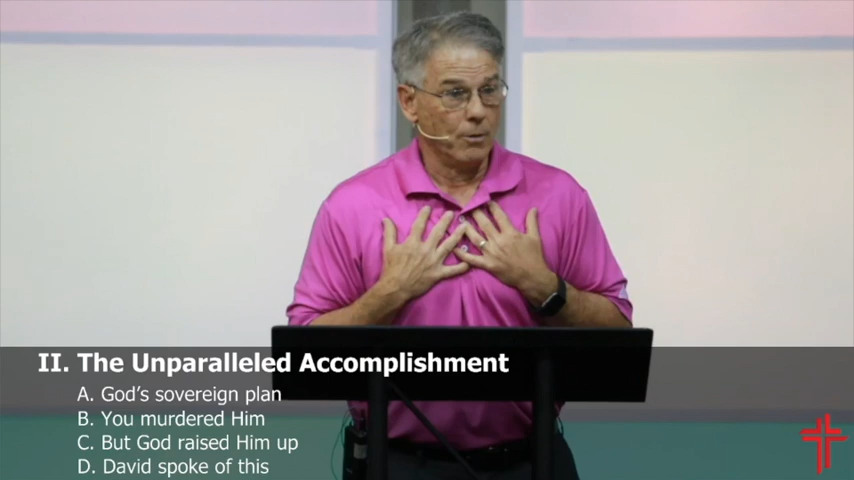 II. The Unparalleled Accomplishment
A. God's sovereign plan
B. You murdered Him
C. But God raised Him up
D. David spoke of this